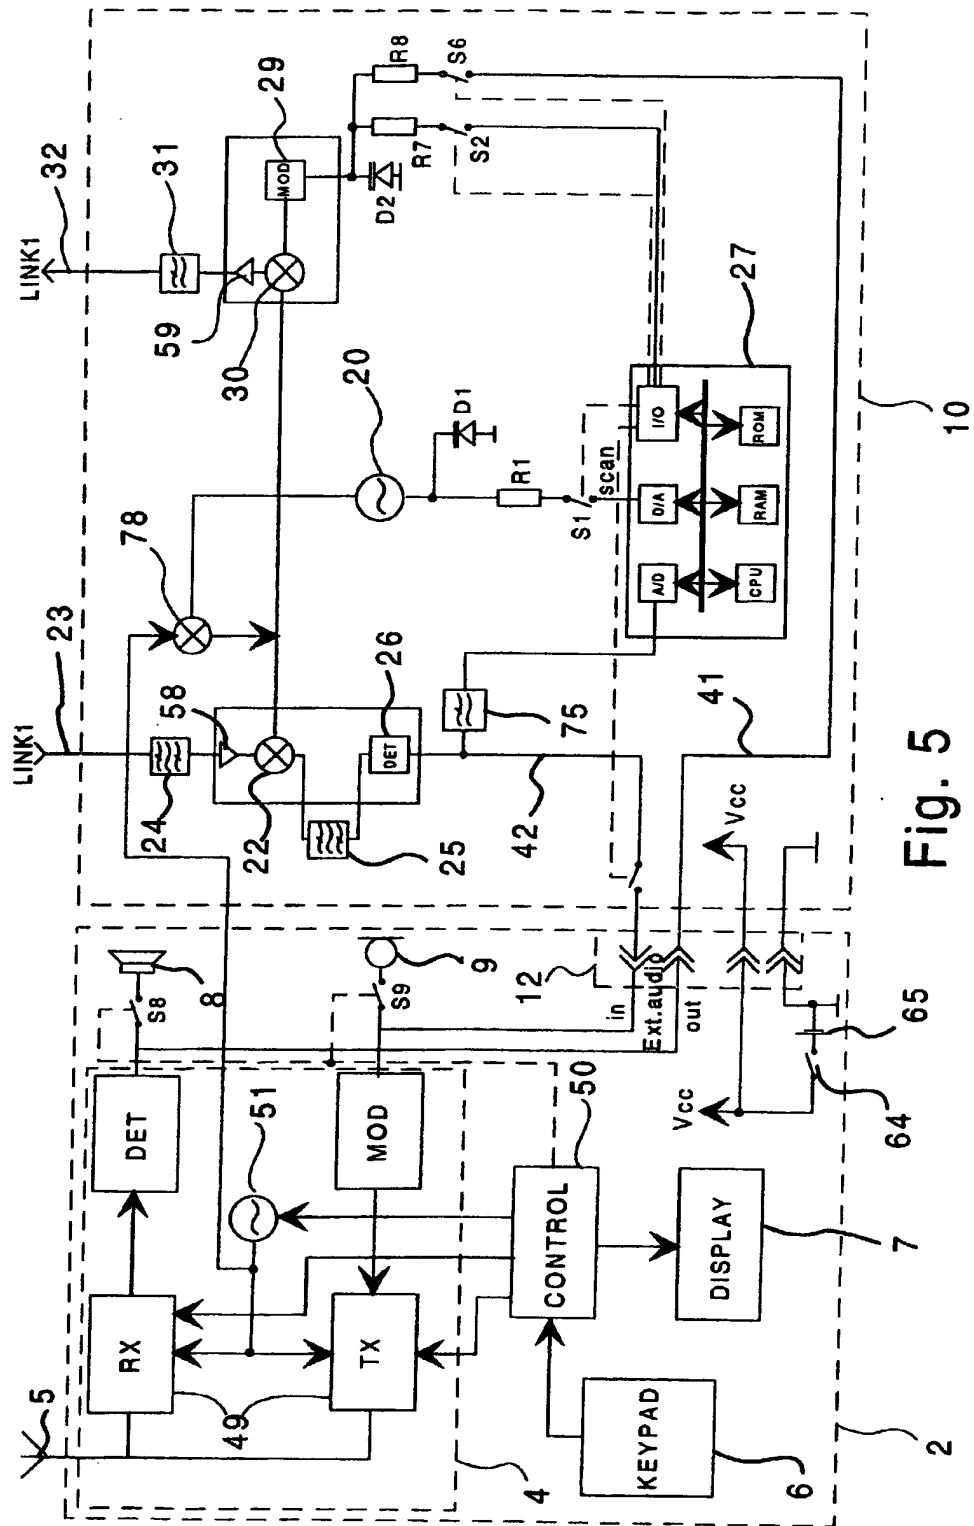 LINK1
32
31
29
R8
S6
R7
S2
MOD
D2
59
30
20
D1
R1
S1
scan
27
10
I/O
D/A
A/D
ROM
RAM
CPU
LINK1
23
78
58
24
22
26
DET
25
75
42
41
Vcc
12
in
Ext.audio
out
Fig. 5
5
RX
DET
S8
8
51
49
TX
MOD
S9
9
4
CONTROL
50
KEYPAD
6
DISPLAY
7
Vcc
64
65
2